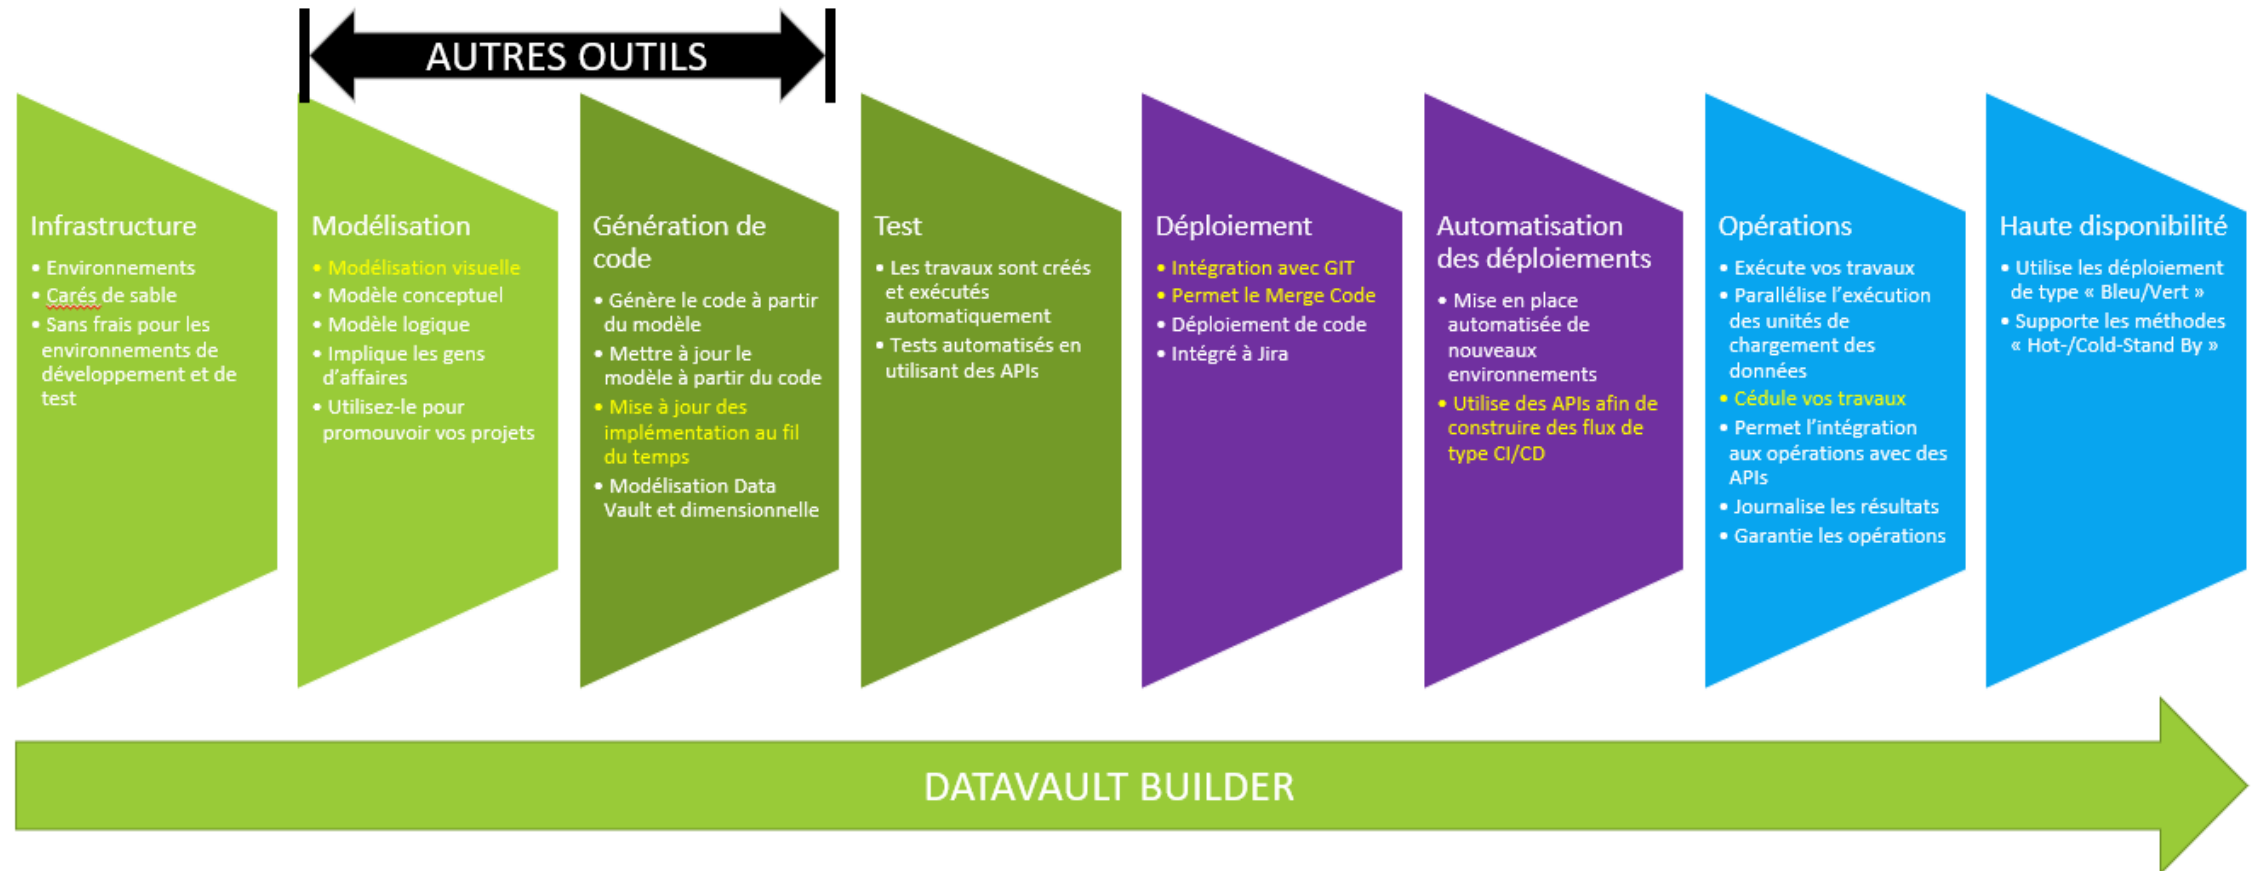 AUTRES OUTILS
Infrastructure
• Environnements
• Carés de sable
• Sans frais pour les
environnements de
développement et de
test
Modélisation
• Modélisation visuelle
• Modèle conceptuel
• Modèle logique
• Implique les gens
d’affaires
• Utilisez-le pour
promouvoir vos projets
Génération de
code
• Génère le code à partir
du modèle
• Mettre à jour le
modèle à partir du code
• Mise à jour des
implémentation au fil
du temps
• Modélisation Data
Vault et dimensionnelle
Test
• Les travaux sont créés
et exécutés
automatiquement
• Tests automatisés en
utilisant des APIs
Déploiement
• Intégration avec GIT
• Permet le Merge Code
• Déploiement de code
• Intégré à Jira
Automatisation
des déploiements
• Mise en place
automatisée de
nouveaux
environnements
• Utilise des APIs afin de
construire des flux de
type CI/CD
Opérations
• Exécute vos travaux
• Parallélise l’exécution
des unités de
chargement des
données
• Cédule vos travaux
• Permet l’intégration
aux opérations avec des
APIs
• Journalise les résultats
• Garantie les opérations
Haute disponibilité
• Utilise les déploiement
de type « Bleu/Vert »
• Supporte les méthodes
« Hot-/Cold-Stand By »
DATAVAULT BUILDER